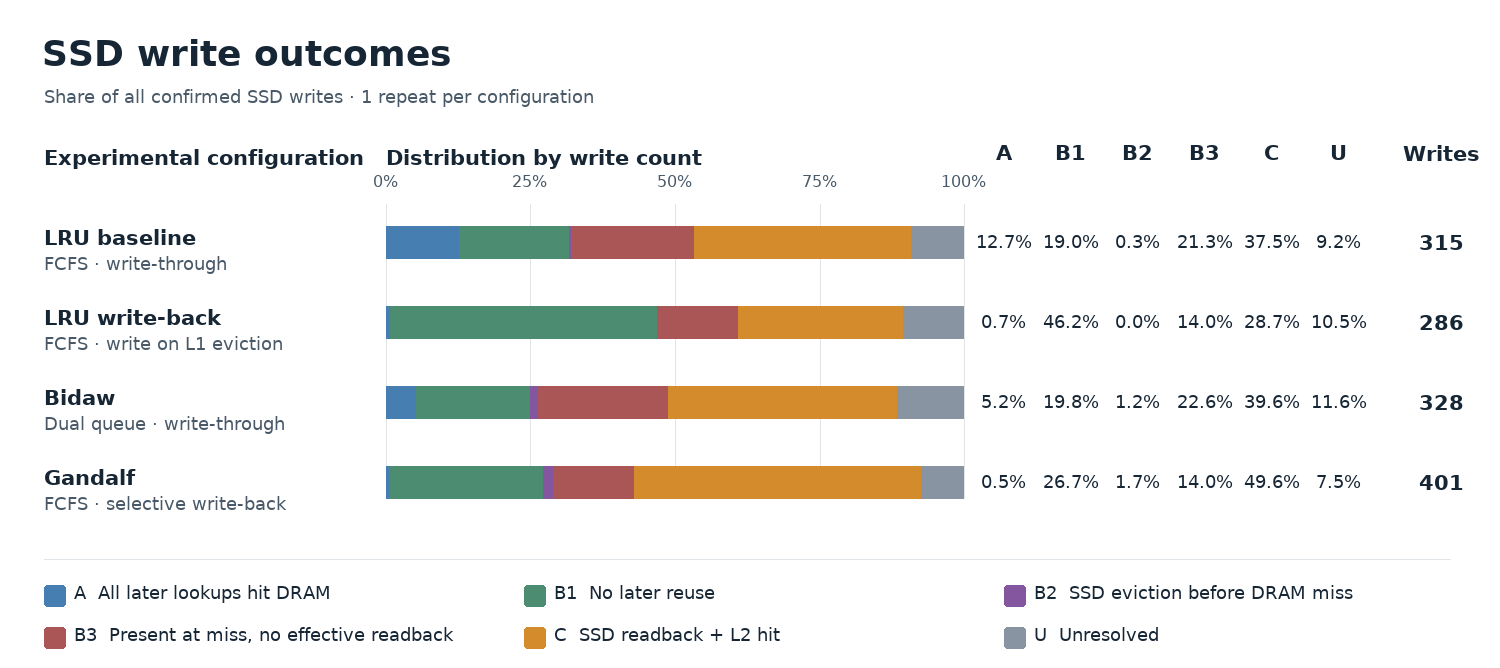 SSD write outcomes
Share of all confirmed SSD writes · 1 repeat per configuration
Experimental configuration Distribution by write count A B1 B2 B3 C U Writes
0% 25% 50% 75% 100%
LRU baseline
FCFS · write-through
12.7% 19.0% 0.3% 21.3% 37.5% 9.2% 315
LRU write-back
FCFS · write on L1 eviction
0.7% 46.2% 0.0% 14.0% 28.7% 10.5% 286
Bidaw
Dual queue · write-through
5.2% 19.8% 1.2% 22.6% 39.6% 11.6% 328
Gandalf
FCFS · selective write-back
0.5% 26.7% 1.7% 14.0% 49.6% 7.5% 401
A All later lookups hit DRAM B1 No later reuse B2 SSD eviction before DRAM miss
B3 Present at miss, no effective readback C SSD readback + L2 hit U Unresolved